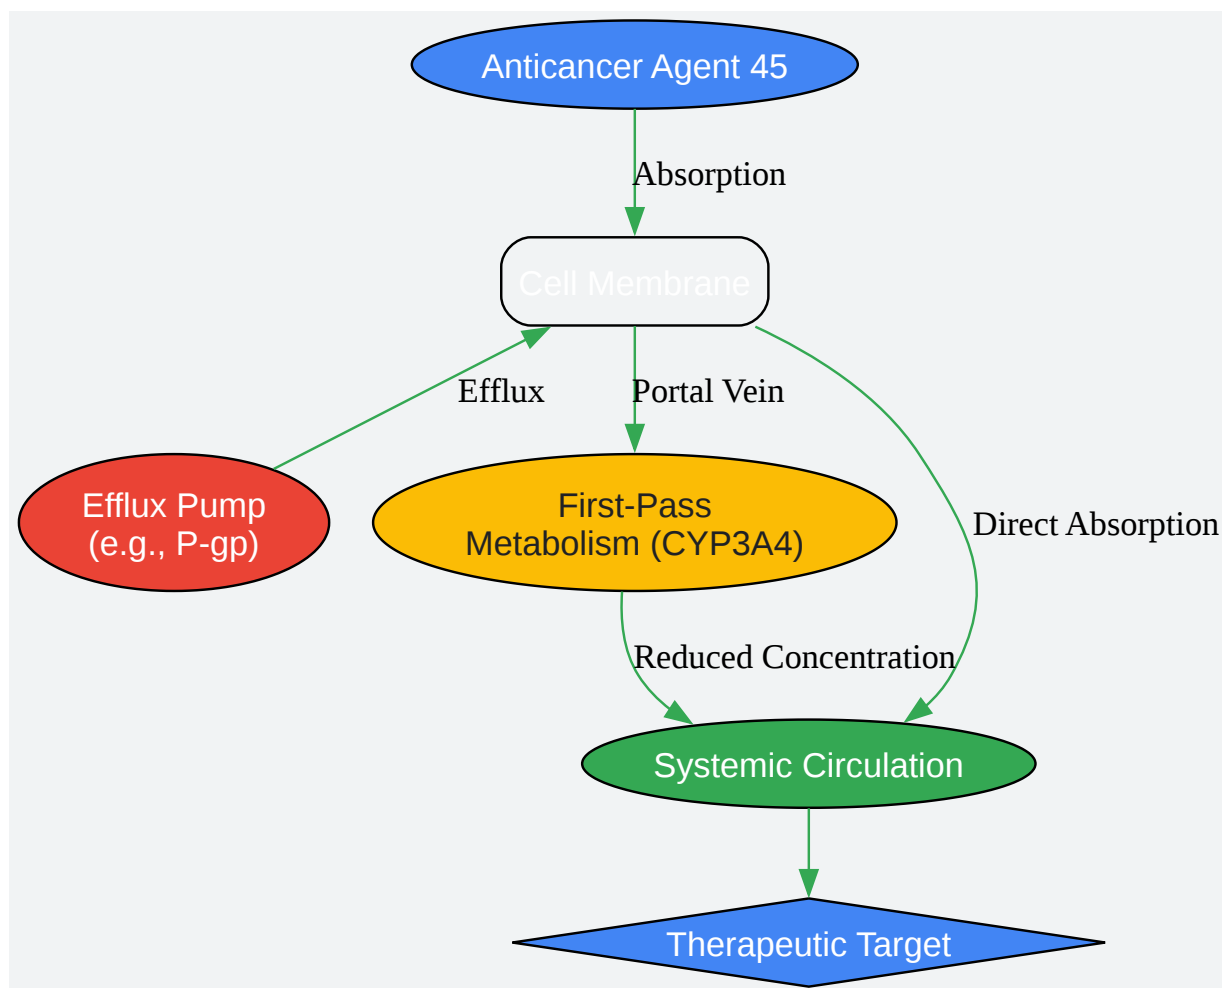 Anticancer Agent 45
Absorption
Cell Membrane
Efflux
Portal Vein
Efflux Pump
(e.g., P-gp)
First-Pass
Metabolism (CYP3A4)
Direct Absorption
Reduced Concentration
Systemic Circulation
Therapeutic Target